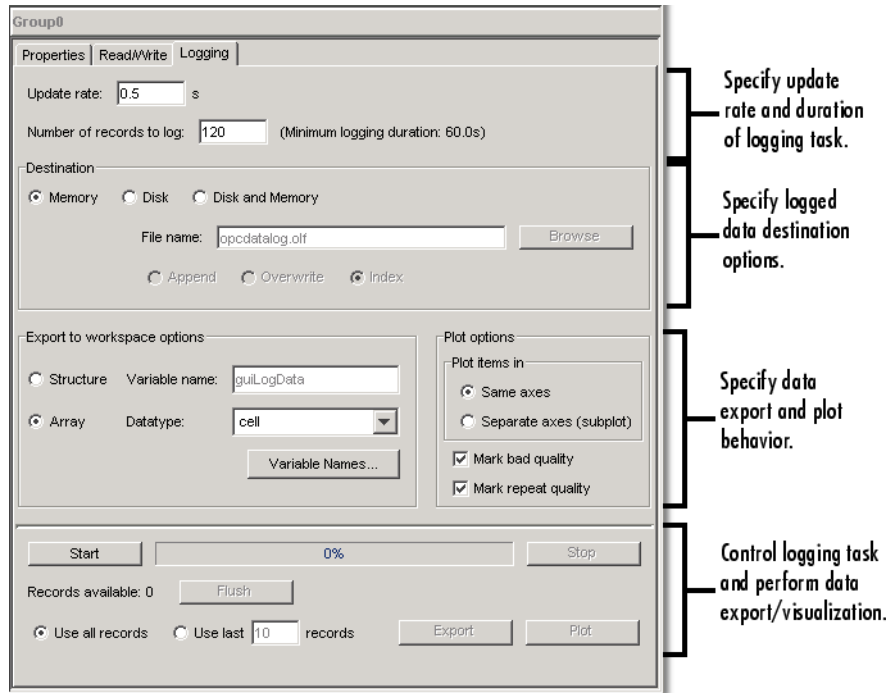 Group0
Properties Read/Write Logging
Update rate: 0.5 s
Number of records to log: 120 (Minimum logging duration: 60.0s)
Specify update
rate and duration
of logging task.
Destination
Memory Disk Disk and Memory
File name: opcdatalog.olf Browse
Append Overwrite Index
Specify logged
data destination
options.
Export to workspace options
Structure Variable name: guiLogData
Array Datatype: cell
Variable Names...
Plot options
Plot items in
Same axes
Separate axes (subplot)
Mark bad quality
Mark repeat quality
Specify data
export and plot
behavior.
Start 0% Stop
Records available: 0 Flush
Use all records Use last 10 records Export Plot
Control logging task
and perform data
export/visualization.